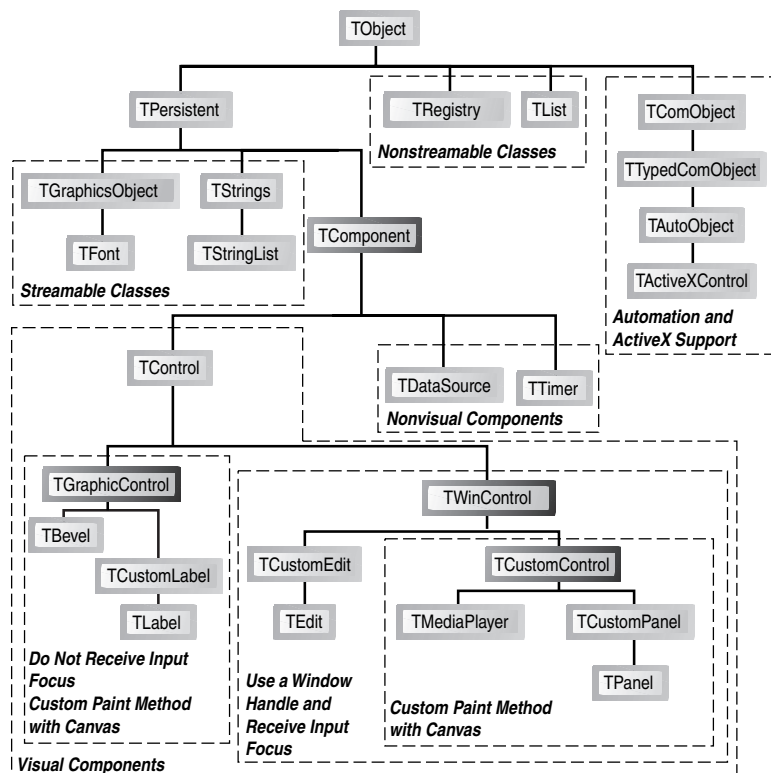 TObject
TPersistent
TRegistry
TList
Nonstreamable Classes
TComObject
TTypedComObject
TAutoObject
TActiveXControl
Automation and
ActiveX Support
TGraphicsObject
TStrings
TFont
TStringList
Streamable Classes
TComponent
TControl
TDataSource
TTimer
Nonvisual Components
TGraphicControl
TBevel
TCustomLabel
TLabel
Do Not Receive Input
Focus
Custom Paint Method
with Canvas
TWinControl
TCustomEdit
TEdit
Use a Window
Handle and
Receive Input
Focus
TCustomControl
TMediaPlayer
TCustomPanel
TPanel
Custom Paint Method
with Canvas
Visual Components